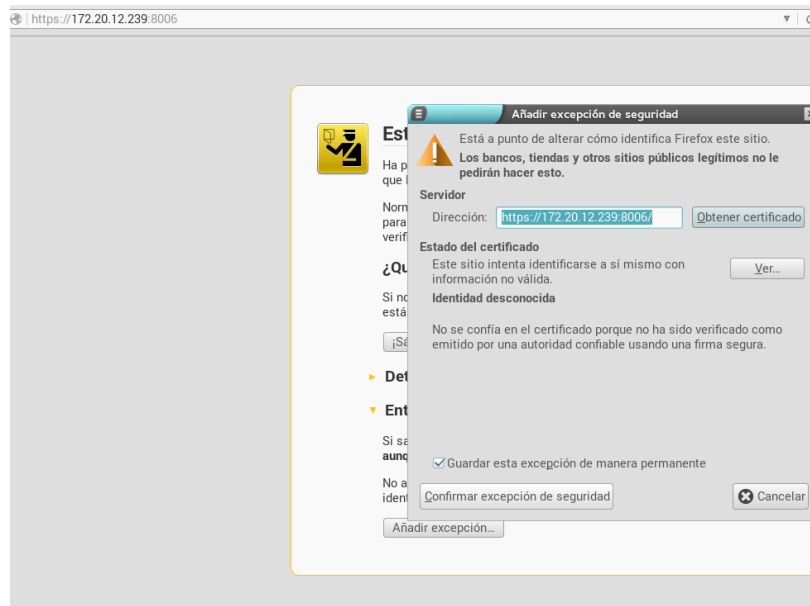 https://172.20.12.239:8006
Añadir excepción de seguridad
Está a punto de alterar cómo identifica Firefox este sitio.
Los bancos, tiendas y otros sitios públicos legítimos no le
pedirán hacer esto.
Servidor
Dirección: https://172.20.12.239:8006/ Obtener certificado
Estado del certificado
Este sitio intenta identificarse a sí mismo con
información no válida.
Ver...
Identidad desconocida
No se confía en el certificado porque no ha sido verificado como
emitido por una autoridad confiable usando una firma segura.
Guardar esta excepción de manera permanente
Confirmar excepción de seguridad Cancelar
Est
Ha p
que
Norm
para
verifi
¿Qu
Si no
está
¡Sá
Det
Ent
Si sa
aunq
No a
iden
Añadir excepción...